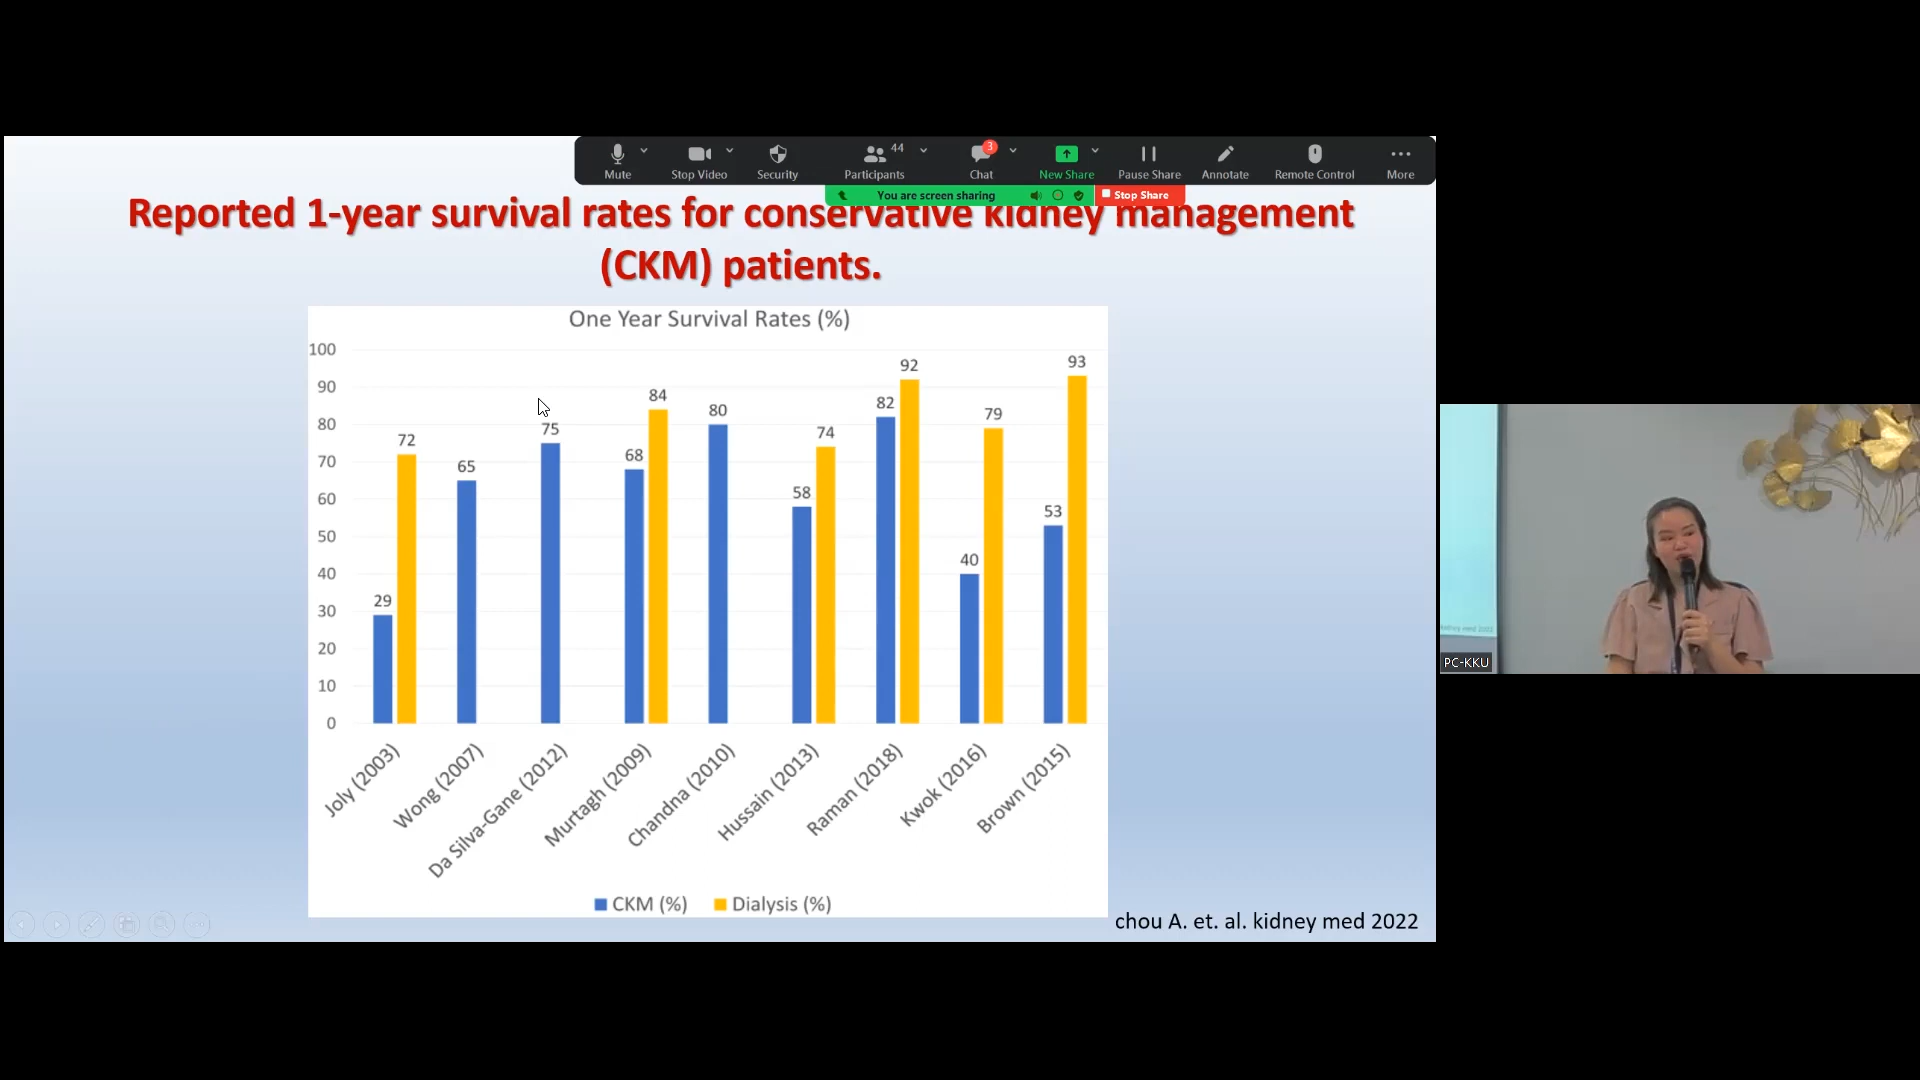 Mute
Stop Video
Security
44
Participants
3
Chat
New Share
Pause Share
Annotate
Remote Control
More
You are screen sharing
Stop Share
Reported 1-year survival rates for conservative kidney management
(CKM) patients.
One Year Survival Rates (%)
100
90
80
70
60
50
40
30
20
10
0
29
72
65
75
68
84
80
58
74
82
92
40
79
53
93
Joly (2003)
Wong (2007)
Da Silva-Gane (2012)
Murtagh (2009)
Chandna (2010)
Hussain (2013)
Raman (2018)
Kwok (2016)
Brown (2015)
CKM (%)
Dialysis (%)
chou A. et. al. kidney med 2022
kidney med 2022
PC-KKU